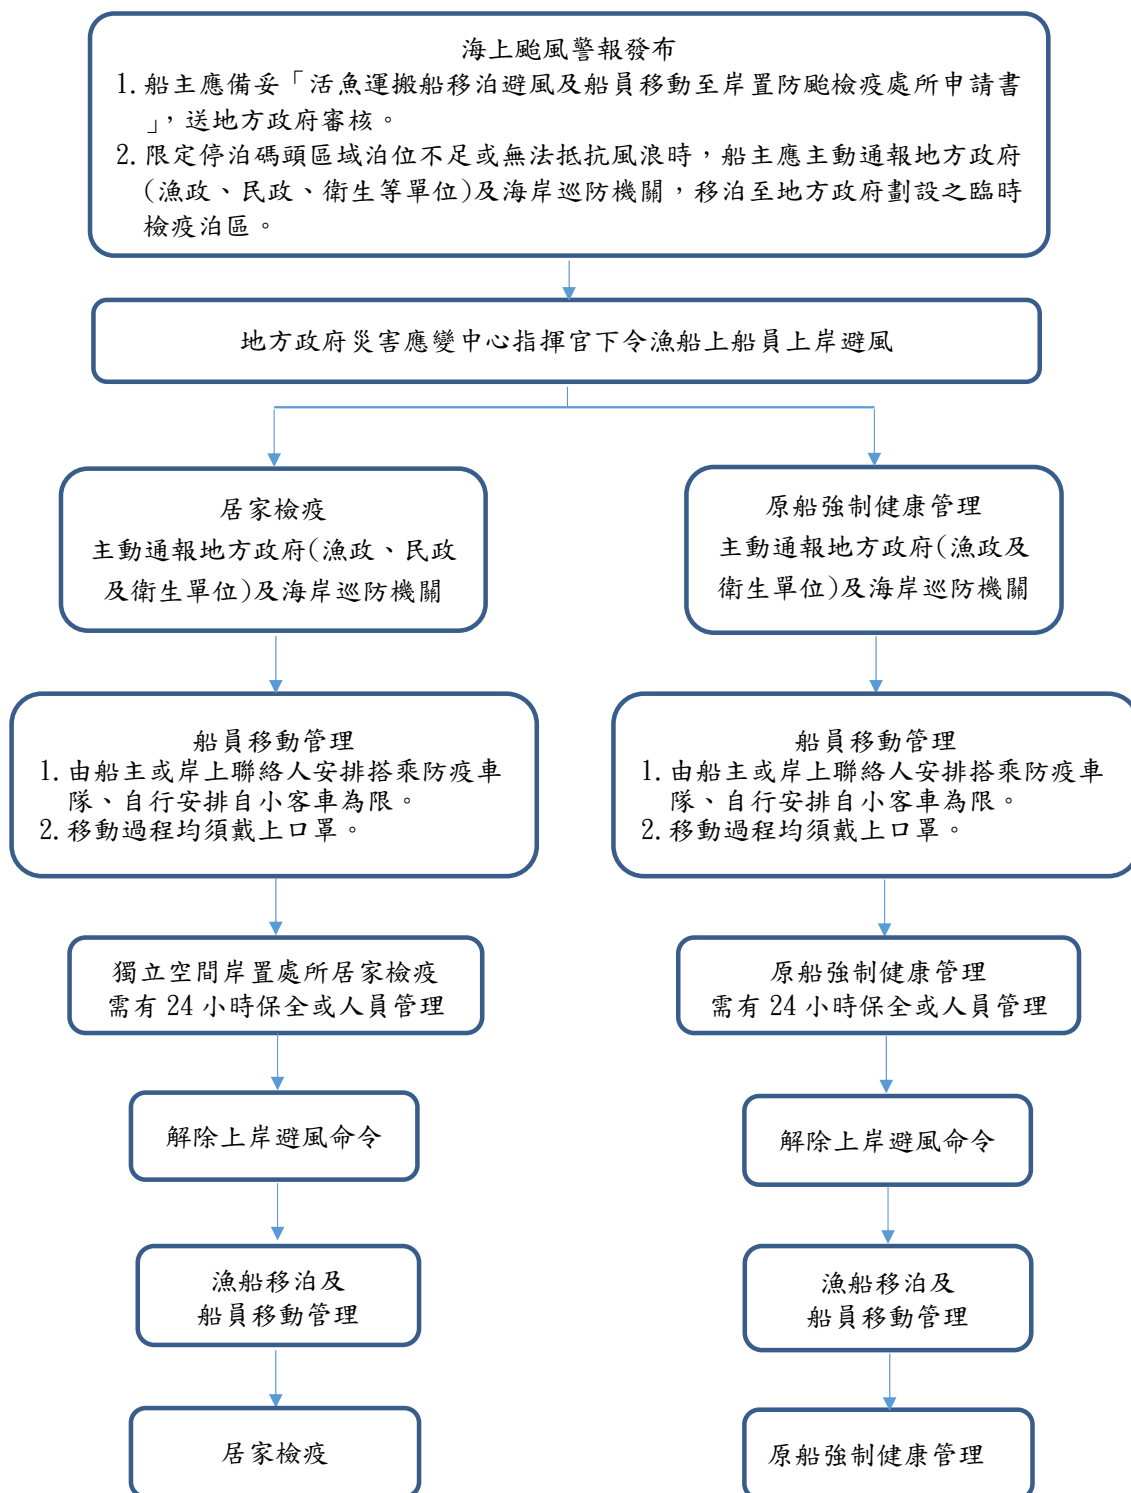 海上颱風警報發布
1. 船主應備妥「活魚運搬船移泊避風及船員移動至岸置防颱檢疫處所申請書
」，送地方政府審核。
2. 限定停泊碼頭區域泊位不足或無法抵抗風浪時，船主應主動通報地方政府
(漁政、民政、衛生等單位)及海岸巡防機關，移泊至地方政府劃設之臨時
檢疫泊區。
地方政府災害應變中心指揮官下令漁船上船員上岸避風
居家檢疫
主動通報地方政府(漁政、民政
及衛生單位)及海岸巡防機關
原船強制健康管理
主動通報地方政府(漁政及
衛生單位)及海岸巡防機關
船員移動管理
1. 由船主或岸上聯絡人安排搭乘防疫車
隊、自行安排自小客車為限。
2. 移動過程均須戴上口罩。
船員移動管理
1. 由船主或岸上聯絡人安排搭乘防疫車
隊、自行安排自小客車為限。
2. 移動過程均須戴上口罩。
獨立空間岸置處所居家檢疫
需有 24 小時保全或人員管理
原船強制健康管理
需有 24 小時保全或人員管理
解除上岸避風命令
解除上岸避風命令
漁船移泊及
船員移動管理
漁船移泊及
船員移動管理
居家檢疫
原船強制健康管理